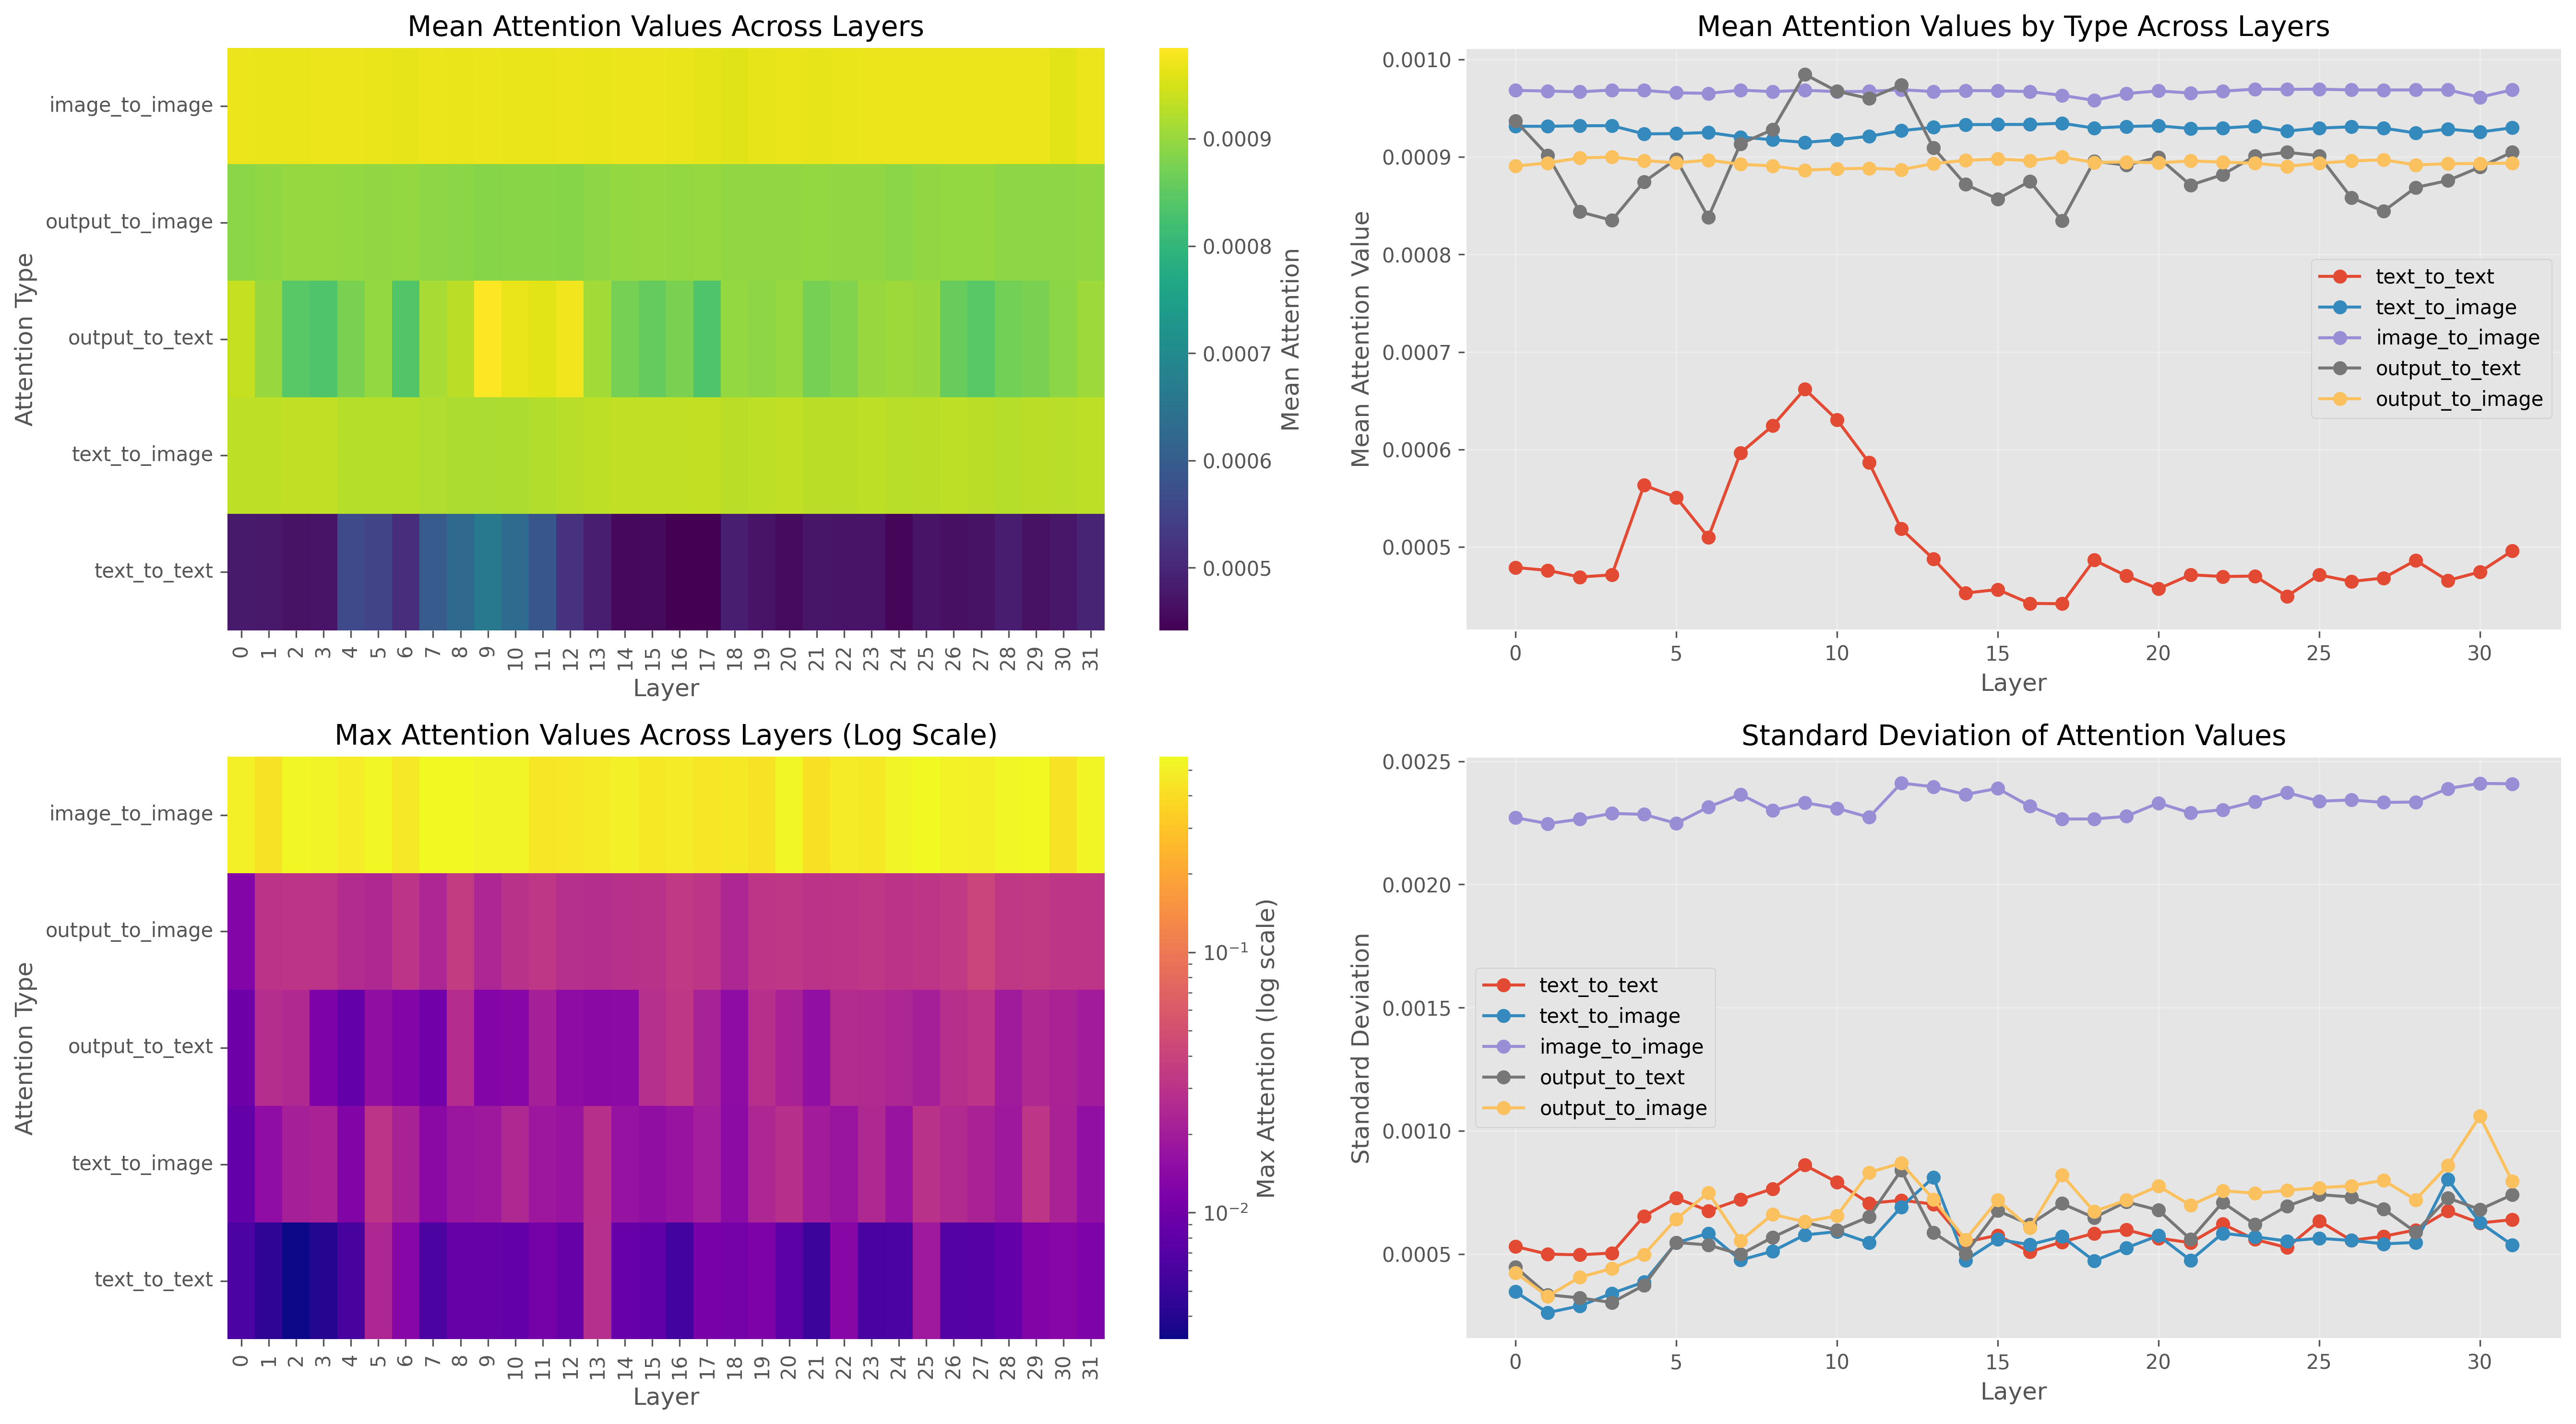 Mean Attention Values Across Layers
Attention Type
image_to_image
output_to_image
output_to_text
text_to_image
text_to_text
0 1 2 3 4 5 6 7 8 9 10 11 12 13 14 15 16 17 18 19 20 21 22 23 24 25 26 27 28 29 30 31
Layer
0.0009
0.0008
0.0007
0.0006
0.0005
Mean Attention
Mean Attention Values by Type Across Layers
Mean Attention Value
0.0010
0.0009
0.0008
0.0007
0.0006
0.0005
text_to_text
text_to_image
image_to_image
output_to_text
output_to_image
0 5 10 15 20 25 30
Layer
Max Attention Values Across Layers (Log Scale)
Attention Type
image_to_image
output_to_image
output_to_text
text_to_image
text_to_text
0 1 2 3 4 5 6 7 8 9 10 11 12 13 14 15 16 17 18 19 20 21 22 23 24 25 26 27 28 29 30 31
Layer
10⁻¹
10⁻²
Max Attention (log scale)
Standard Deviation of Attention Values
Standard Deviation
0.0025
0.0020
0.0015
0.0010
0.0005
text_to_text
text_to_image
image_to_image
output_to_text
output_to_image
0 5 10 15 20 25 30
Layer